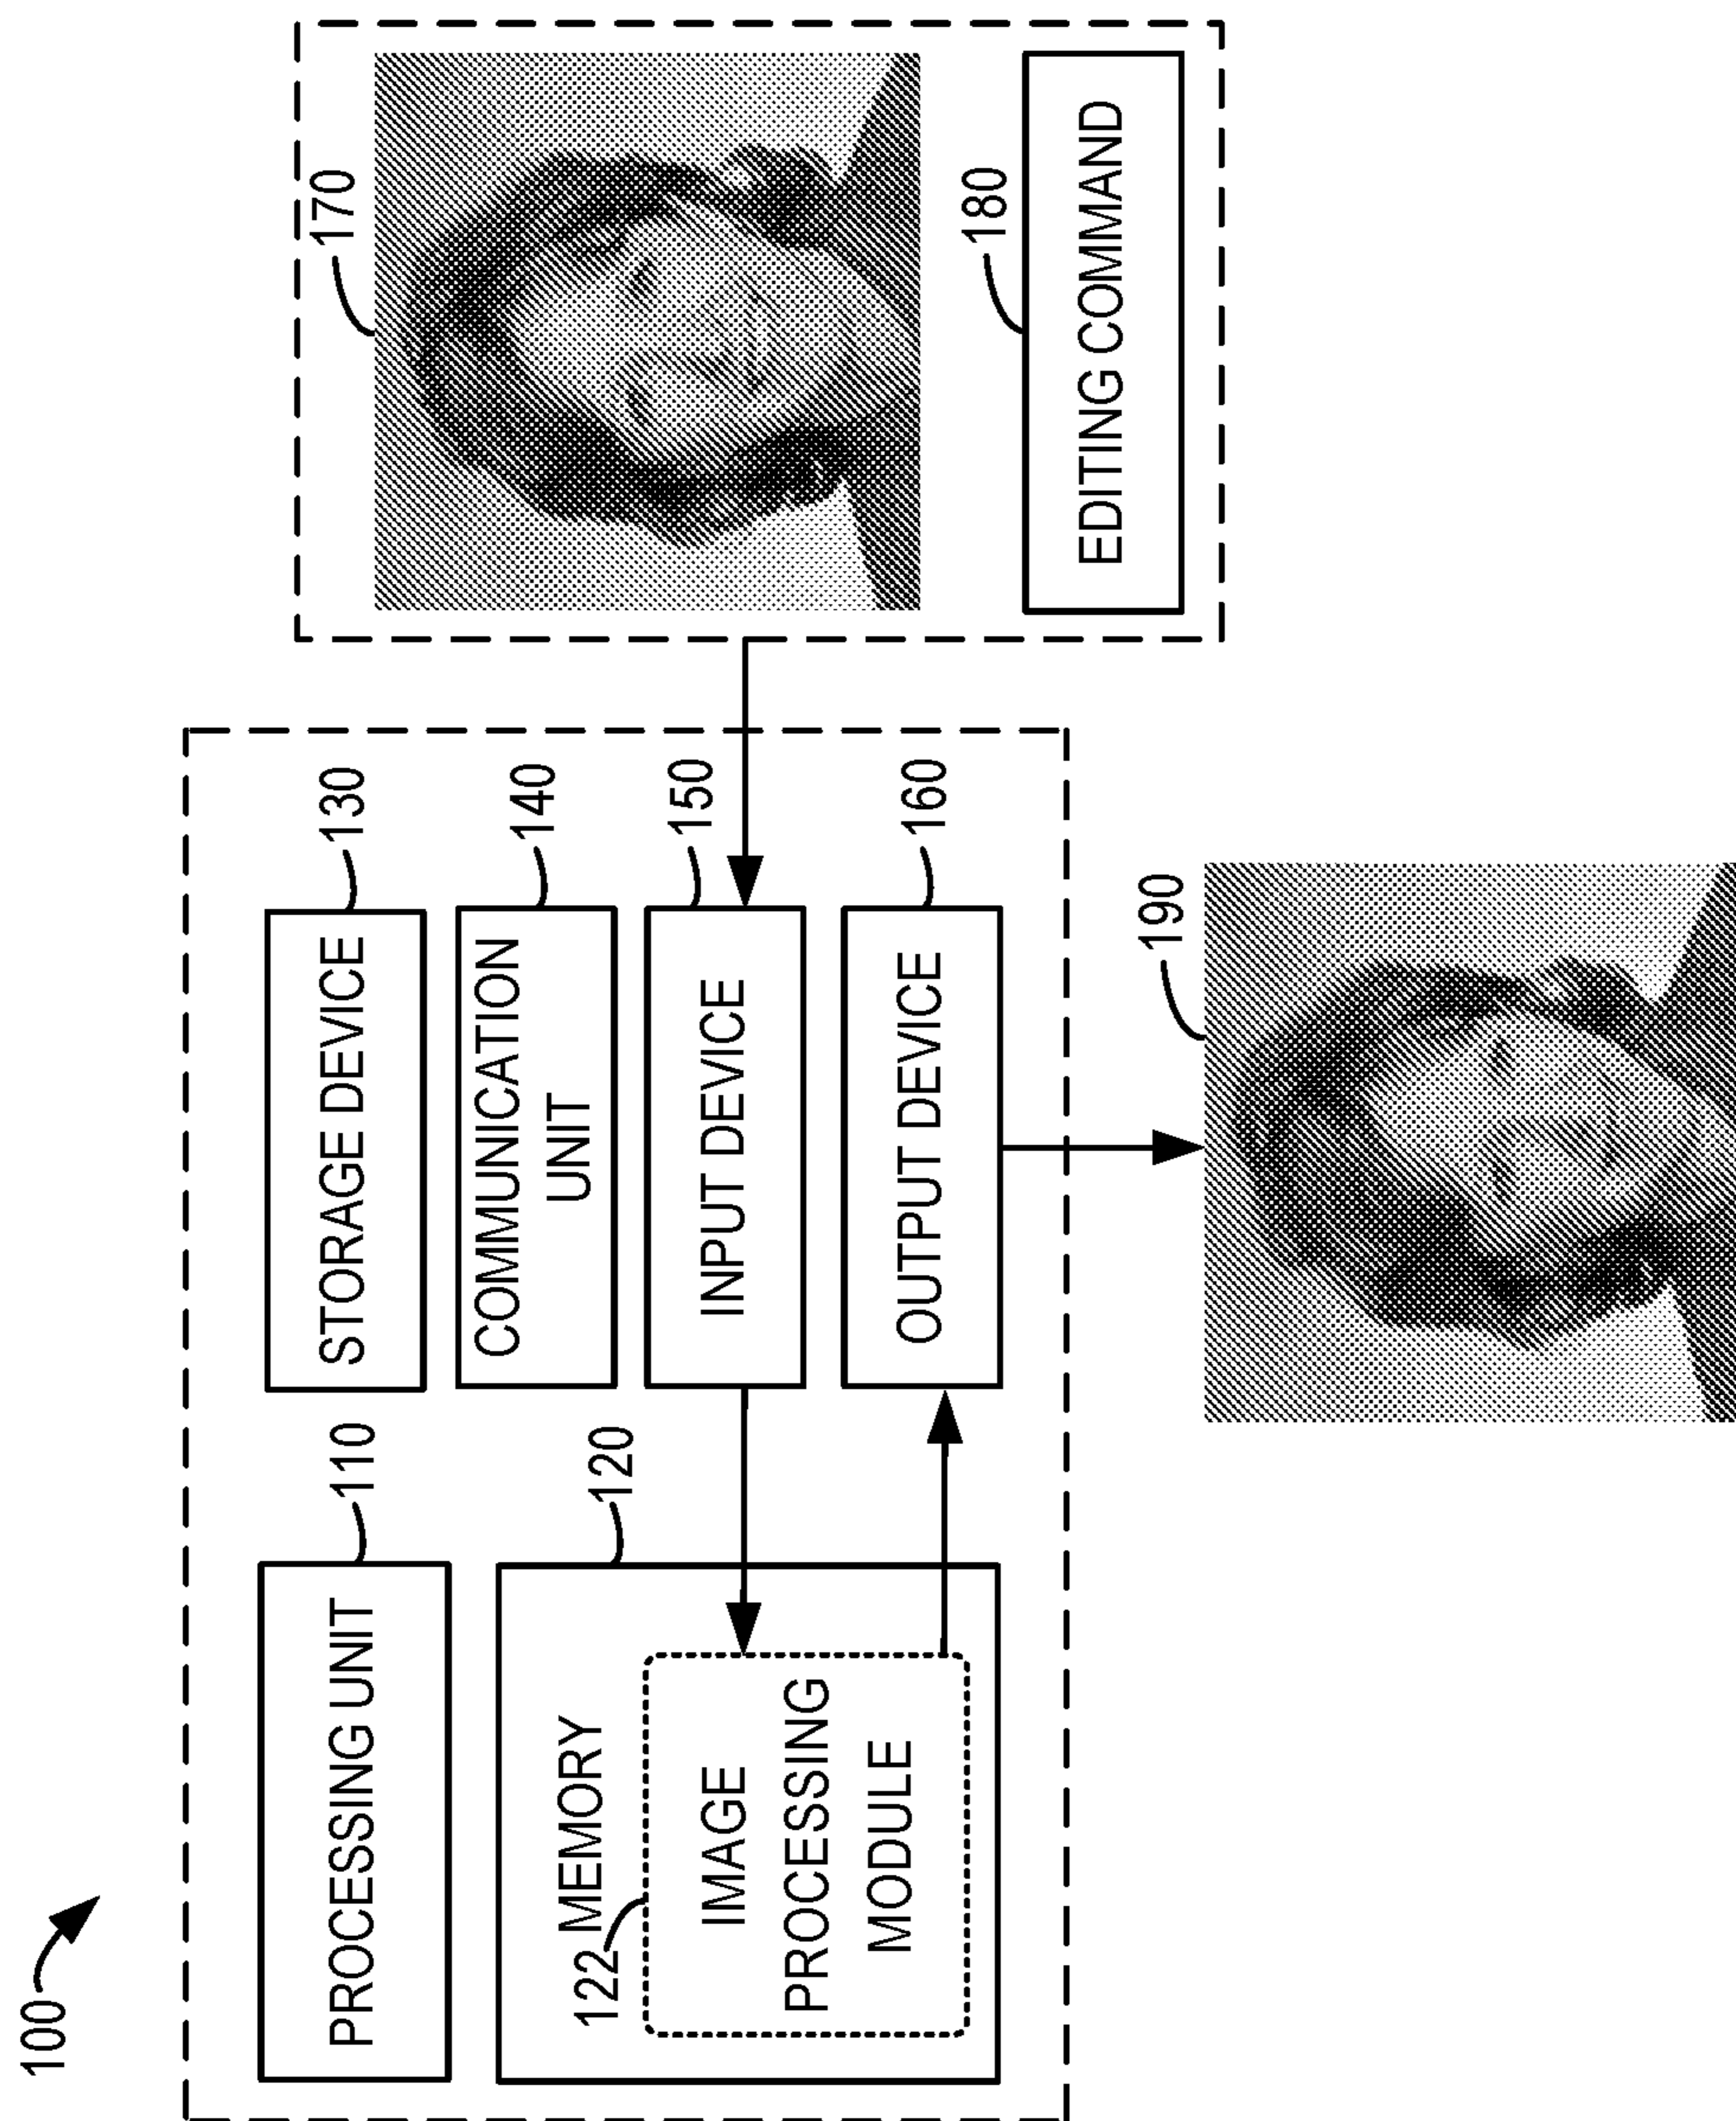 100
PROCESSING UNIT
110
MEMORY
120
122
IMAGE
PROCESSING
MODULE
STORAGE DEVICE
130
COMMUNICATION
UNIT
140
INPUT DEVICE
150
OUTPUT DEVICE
160
170
EDITING COMMAND
180
190